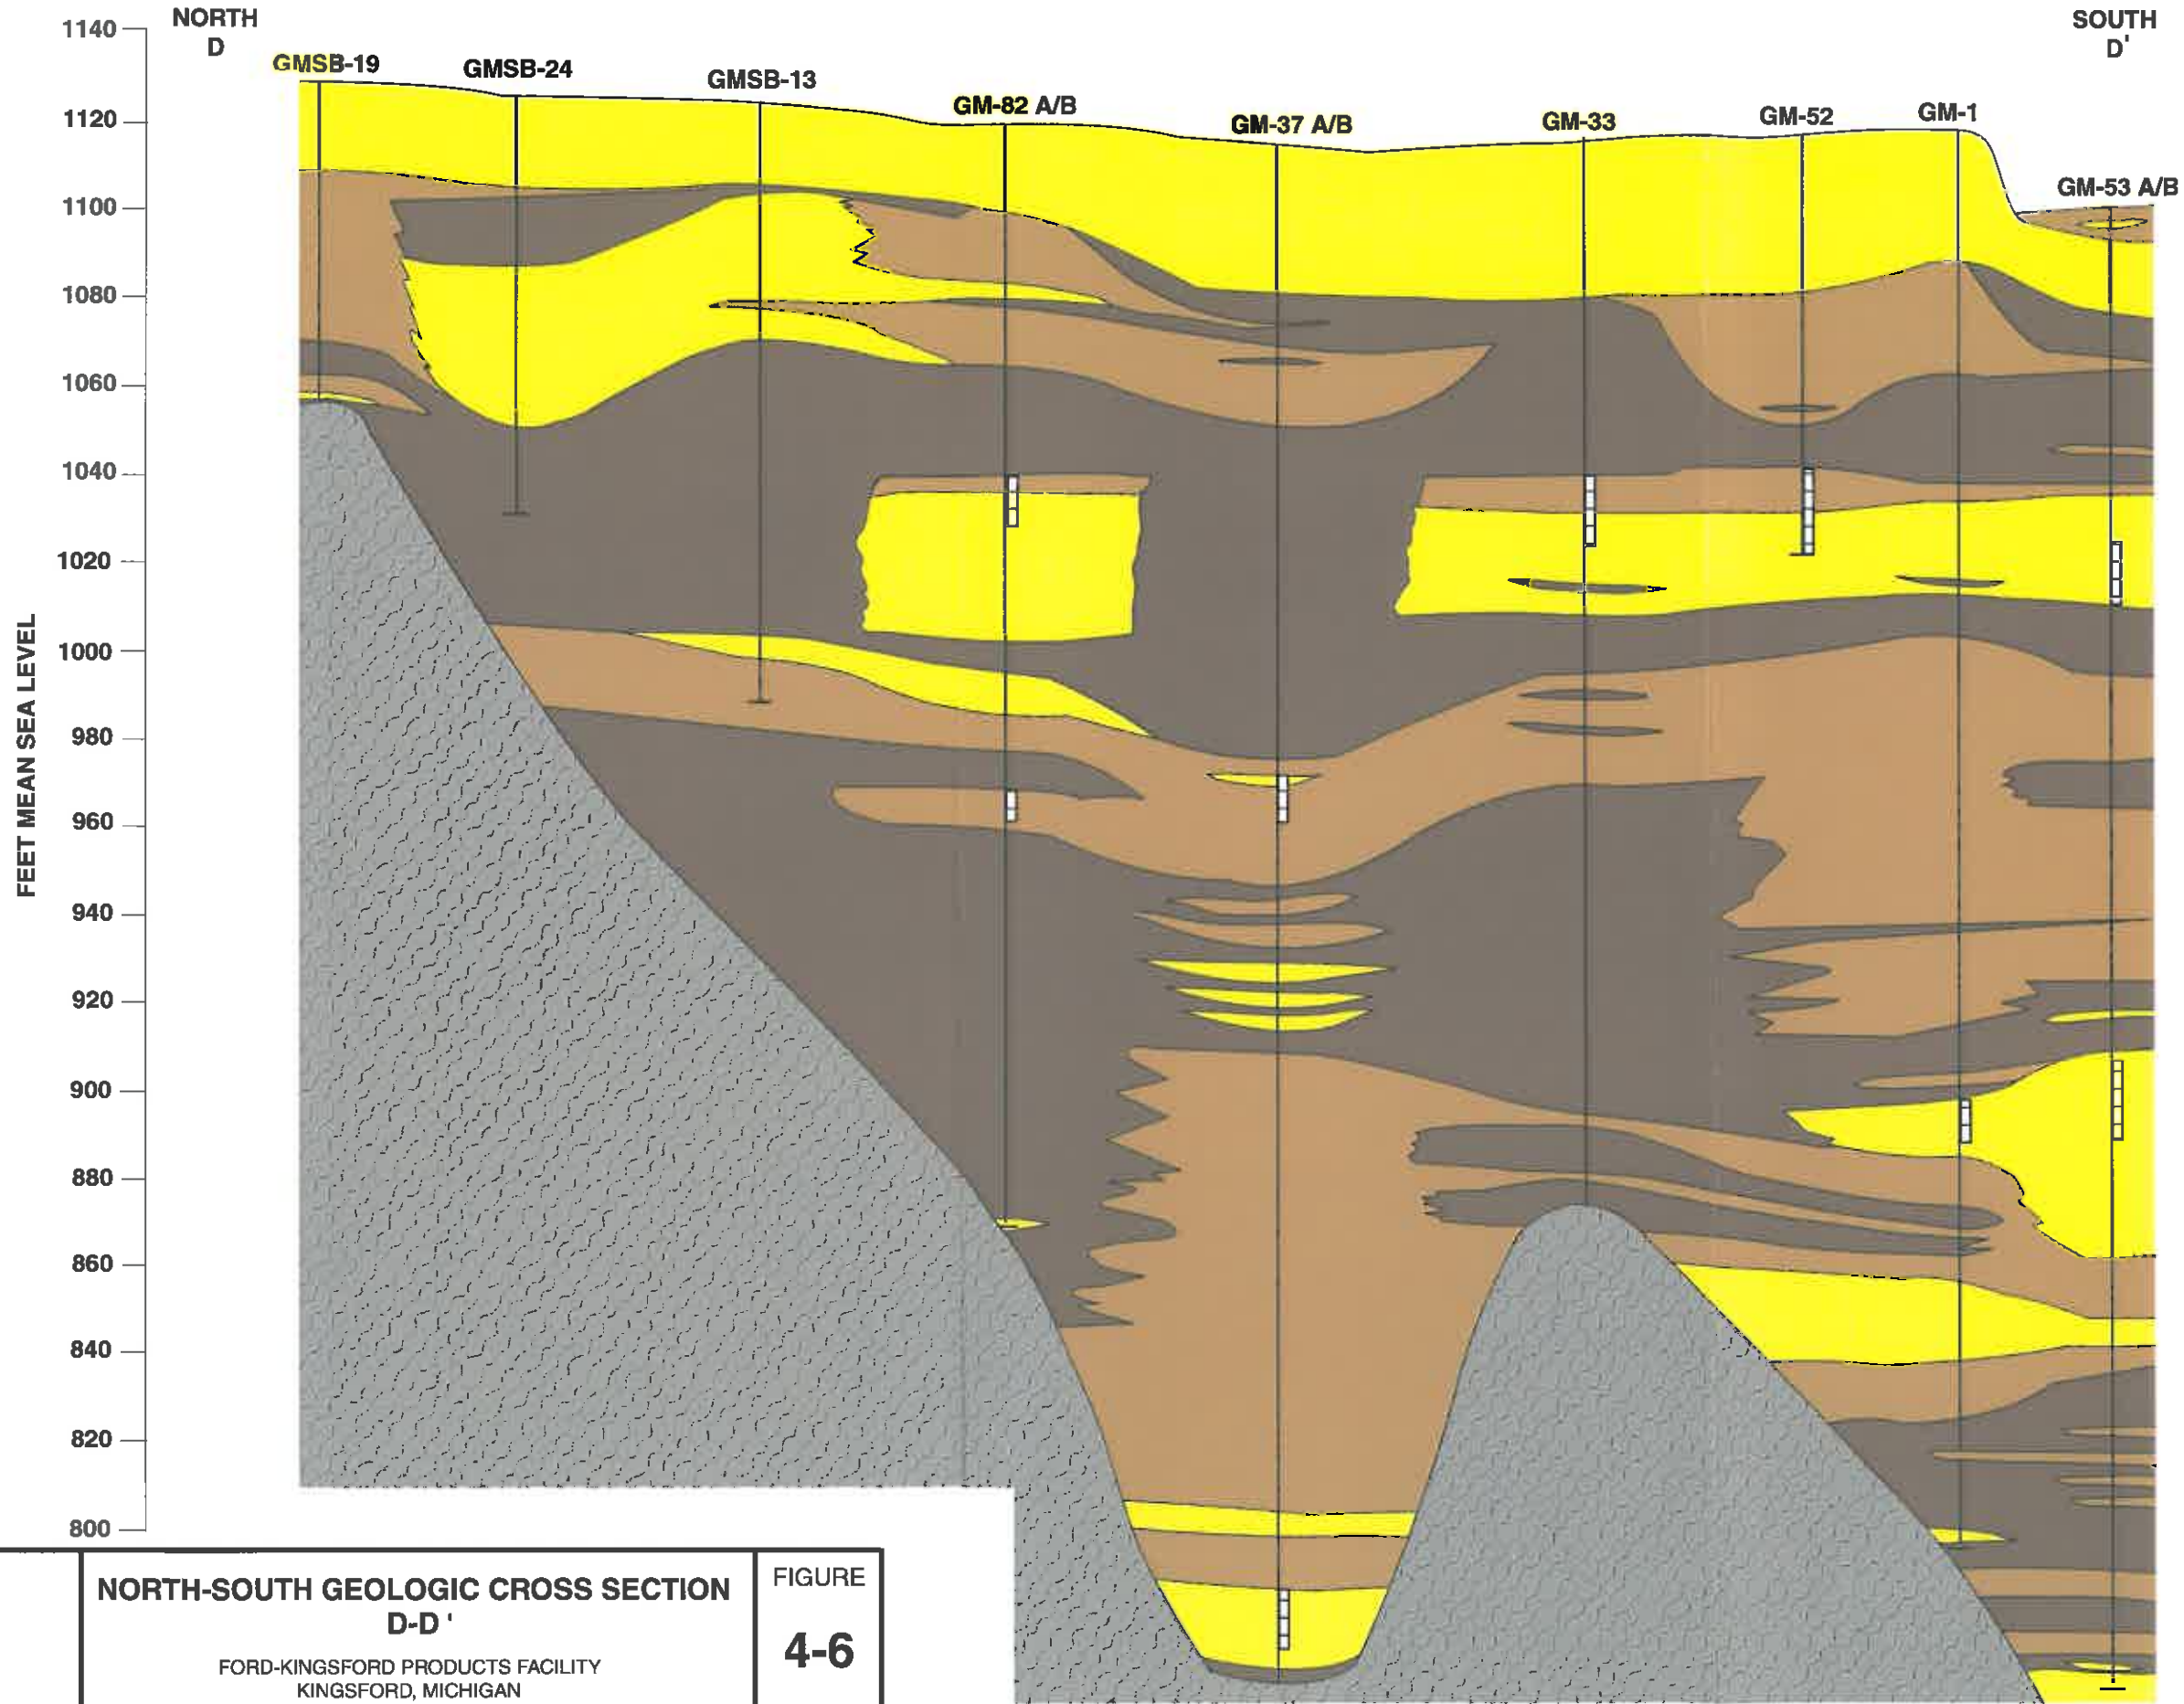 NORTH
D
SOUTH
D'
GMSB-19
GMSB-24
GMSB-13
GM-82 A/B
GM-37 A/B
GM-33
GM-52
GM-1
GM-53 A/B
FEET MEAN SEA LEVEL
1140
1120
1100
1080
1060
1040
1020
1000
980
960
940
920
900
880
860
840
820
800
NORTH-SOUTH GEOLOGIC CROSS SECTION
D-D '
FORD-KINGSFORD PRODUCTS FACILITY
KINGSFORD, MICHIGAN
FIGURE
4-6